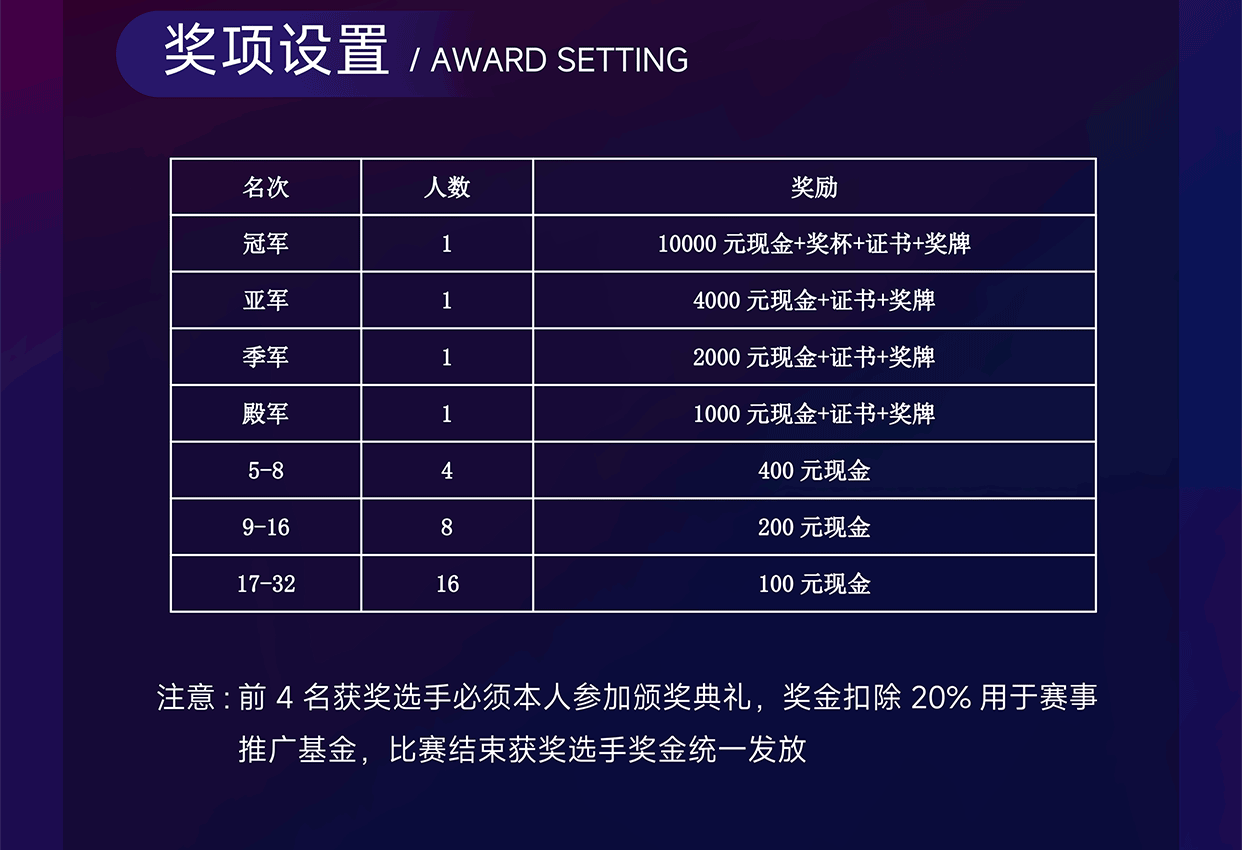 奖项设置 / AWARD SETTING
名次 人数 奖励
冠军 1 10000 元现金+奖杯+证书+奖牌
亚军 1 4000 元现金+证书+奖牌
季军 1 2000 元现金+证书+奖牌
殿军 1 1000 元现金+证书+奖牌
5-8 4 400 元现金
9-16 8 200 元现金
17-32 16 100 元现金
注意：前 4 名获奖选手必须本人参加颁奖典礼，奖金扣除 20% 用于赛事
推广基金，比赛结束获奖选手奖金统一发放